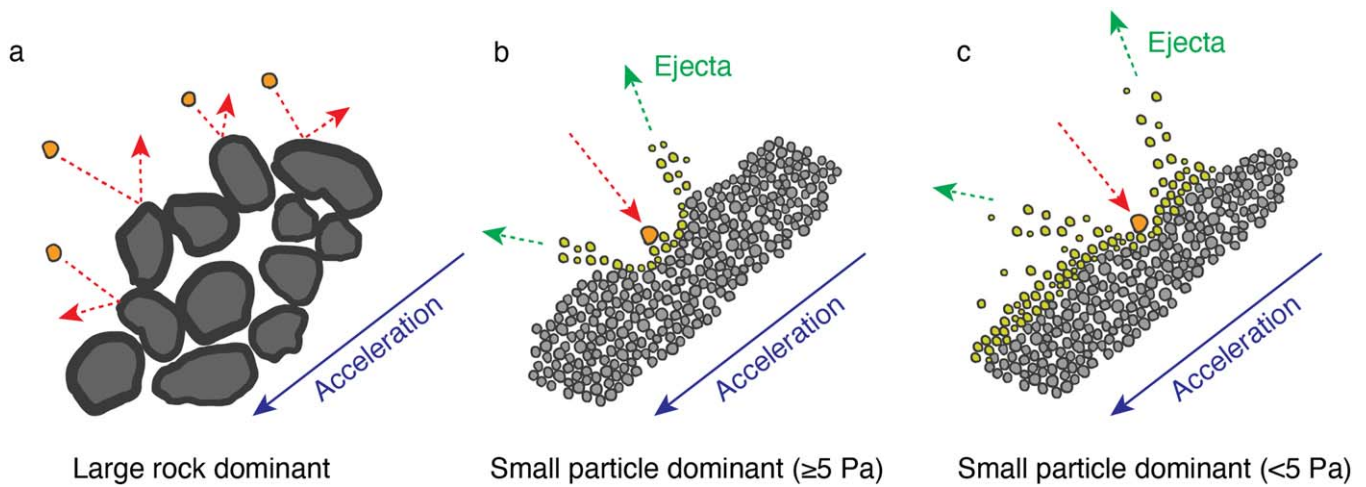 a
b
c
Ejecta
Ejecta
Acceleration
Acceleration
Acceleration
Large rock dominant
Small particle dominant (≥5 Pa)
Small particle dominant (<5 Pa)